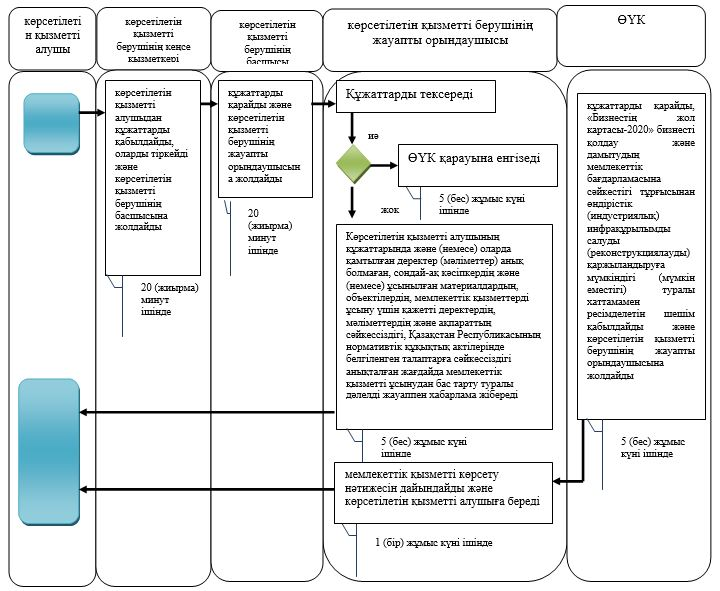 көрсетілеті
н қызметті
алушы
көрсетілетін
қызметті
берушінің кеңсе
қызметкері
көрсетілетін
қызметті
берушінің
басшысы
көрсетілетін қызметті берушінің
жауапты орындаушысы
ӨҮК
көрсетілетін
қызметті
алушыдан
құжаттарды
қабылдайды,
оларды тіркейді
және
көрсетілетін
қызметті
берушінің
басшысына
жолдайды
20 (жиырма)
минут
ішінде
құжаттарды
қарайды және
көрсетілетін
қызметті
берушінің
жауапты
орындаушысын
а жолдайды
20
(жиырма)
минут
ішінде
Құжаттарды тексереді
иә
ӨҮК қарауына енгізеді
5 (бес) жұмыс күні
ішінде
жок
Көрсетілетін қызметті алушының
құжаттарында және (немесе) оларда
қамтылған деректер (мәліметтер) анық
болмаған, сондай-ақ кәсіпкердің және
(немесе) ұсынылған материалдардың,
объектілердің, мемлекеттік қызметтерді
ұсыну үшін қажетті деректердің,
мәліметтердің және ақпараттың
сәйкессіздігі, Қазақстан Республикасының
нормативтік құқықтық актілерінде
белгіленген талаптарға сәйкессіздігі
анықталған жағдайда мемлекеттік
қызметті ұсынудан бас тарту туралы
дәлелді жауаппен хабарлама жібереді
5 (бес) жұмыс күні
ішінде
мемлекеттік қызметті көрсету
нәтижесін дайындайды және
көрсетілетін қызметті алушыға береді
1 (бір) жұмыс күні ішінде
құжаттарды қарайды,
«Бизнестің жол
картасы-2020» бизнесті
қолдау және
дамытудың
мемлекеттік
бағдарламасына
сәйкестігі тұрғысынан
өндірістік
(индустриялық)
инфрақұрылымды
салуды
(реконструкциялауды)
қаржыландыруға
мүмкіндігі (мүмкін
еместігі) туралы
хаттамамен
ресімделетін шешім
қабылдайды және
көрсетілетін қызметті
берушінің жауапты
орындаушысына
жолдайды
5 (бес) жұмыс
күні ішінде